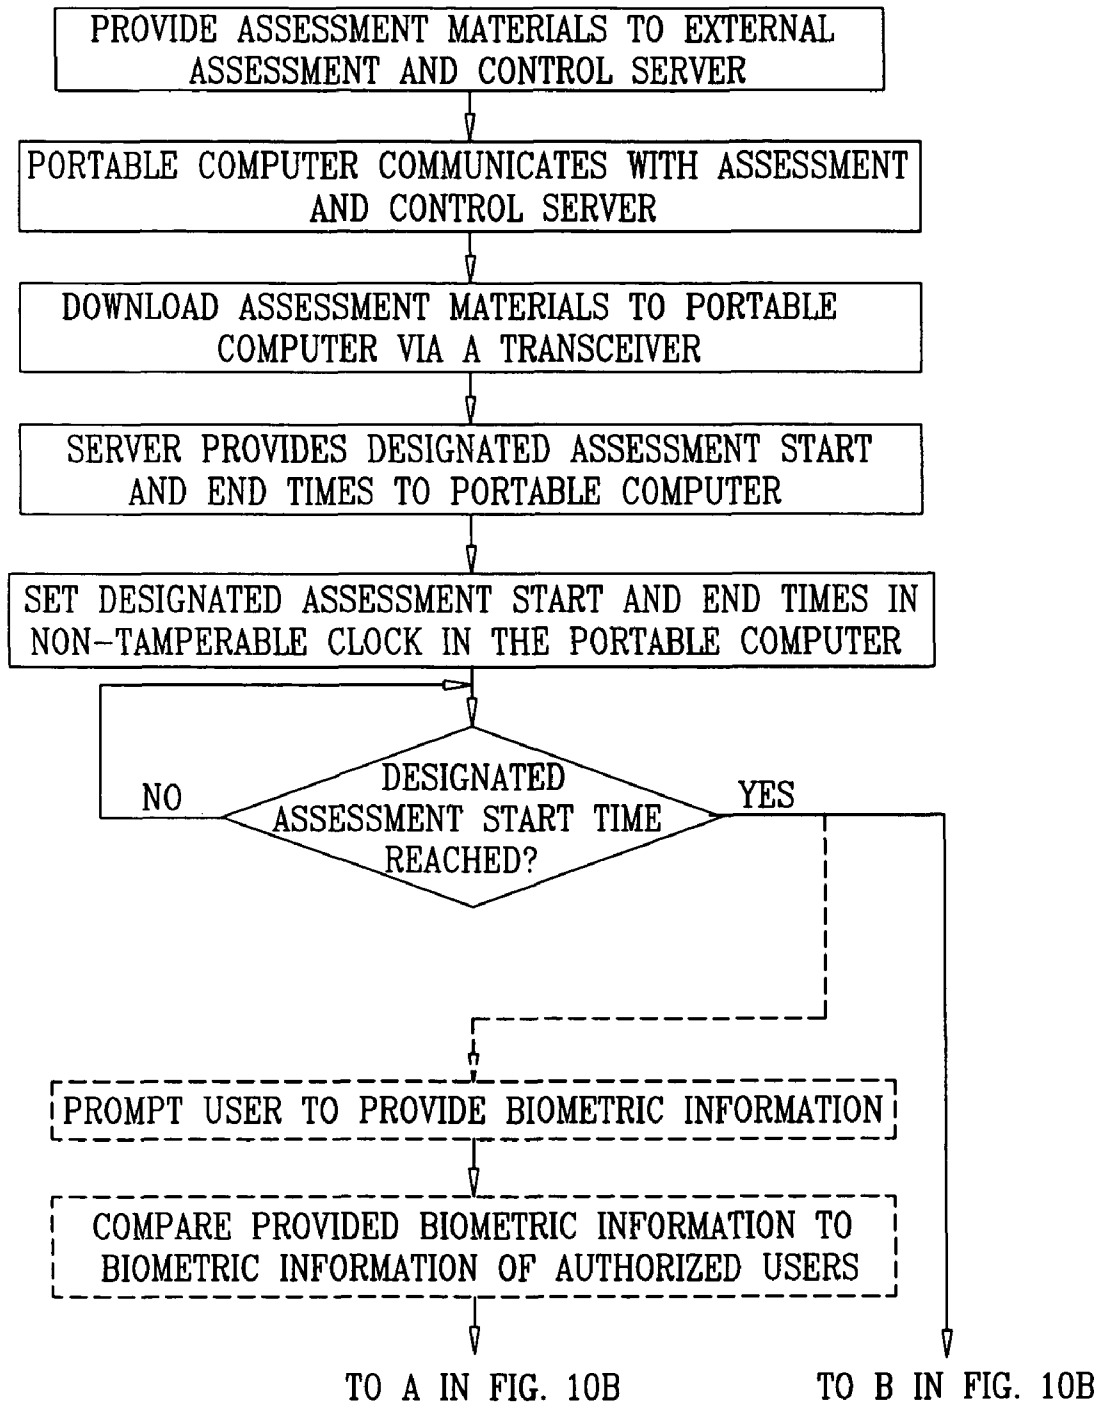 PROVIDE ASSESSMENT MATERIALS TO EXTERNAL
ASSESSMENT AND CONTROL SERVER
PORTABLE COMPUTER COMMUNICATES WITH ASSESSMENT
AND CONTROL SERVER
DOWNLOAD ASSESSMENT MATERIALS TO PORTABLE
COMPUTER VIA A TRANSCEIVER
SERVER PROVIDES DESIGNATED ASSESSMENT START
AND END TIMES TO PORTABLE COMPUTER
SET DESIGNATED ASSESSMENT START AND END TIMES IN
NON-TAMPERABLE CLOCK IN THE PORTABLE COMPUTER
NO
DESIGNATED
ASSESSMENT START TIME
REACHED?
YES
PROMPT USER TO PROVIDE BIOMETRIC INFORMATION
COMPARE PROVIDED BIOMETRIC INFORMATION TO
BIOMETRIC INFORMATION OF AUTHORIZED USERS
TO A IN FIG. 10B
TO B IN FIG. 10B